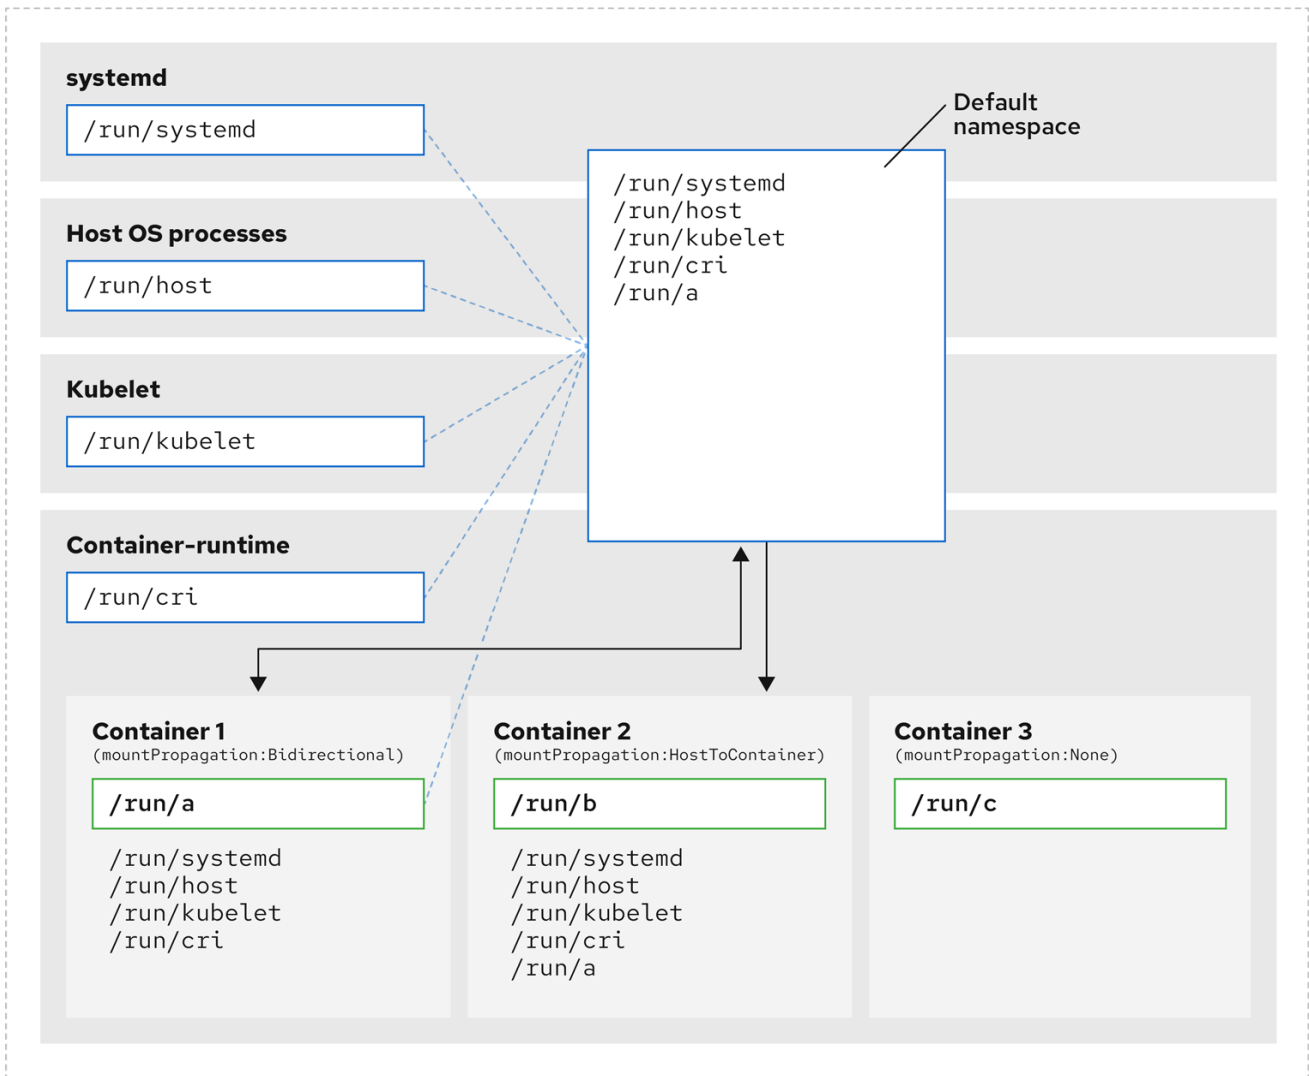 systemd
/run/systemd
Default
namespace
/run/systemd
/run/host
/run/kubelet
/run/cri
/run/a
Host OS processes
/run/host
Kubelet
/run/kubelet
Container-runtime
/run/cri
Container 1
(mountPropagation:Bidirectional)
/run/a
/run/systemd
/run/host
/run/kubelet
/run/cri
Container 2
(mountPropagation:HostToContainer)
/run/b
/run/systemd
/run/host
/run/kubelet
/run/cri
/run/a
Container 3
(mountPropagation:None)
/run/c